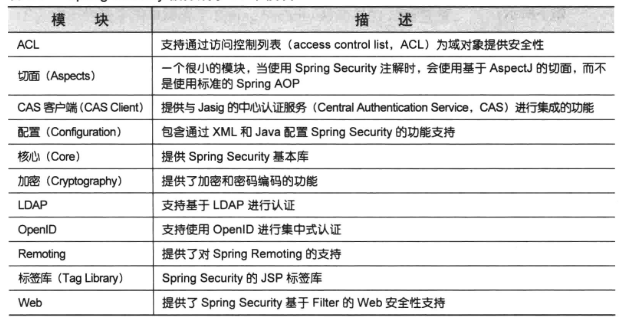 模 块 描 述
ACL 支持通过访问控制列表（access control list，ACL）为域对象提供安全性
切面（Aspects） 一个很小的模块，当使用 Spring Security 注解时，会使用基于 AspectJ 的切面，而不
是使用标准的 Spring AOP
CAS 客户端（CAS Client） 提供与 Jasig 的中心认证服务（Central Authentication Service，CAS）进行集成的功能
配置（Configuration） 包含通过 XML 和 Java 配置 Spring Security 的功能支持
核心（Core） 提供 Spring Security 基本库
加密（Cryptography） 提供了加密和密码编码的功能
LDAP 支持基于 LDAP 进行认证
OpenID 支持使用 OpenID 进行集中式认证
Remoting 提供了对 Spring Remoting 的支持
标签库（Tag Library） Spring Security 的 JSP 标签库
Web 提供了 Spring Security 基于 Filter 的 Web 安全性支持